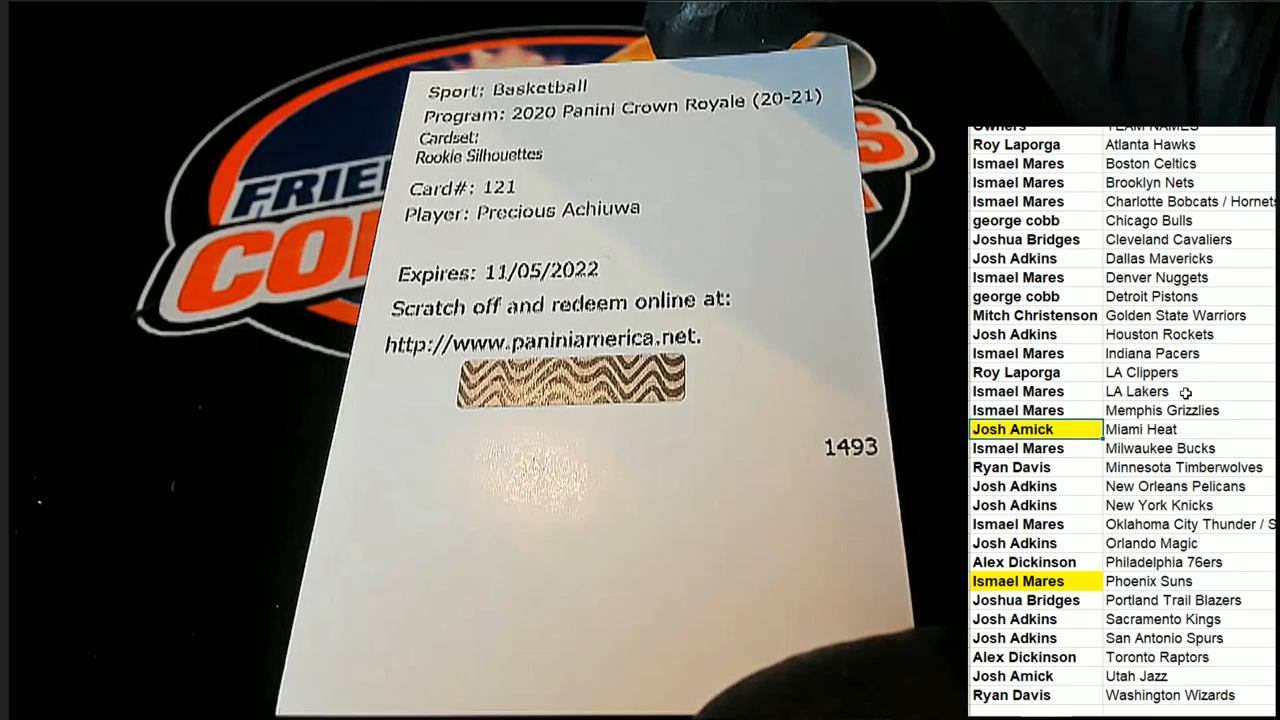 Sport: Basketball
Program: 2020 Panini Crown Royale (20-21)
Cardset:
Rookie Silhouettes
Card#: 121
Player: Precious Achiuwa
Expires: 11/05/2022
Scratch off and redeem online at:
http://www.paniniamerica.net.
1493
FRIE
CO
S
A
Owners TEAM NAMES
Roy Laporga Atlanta Hawks
Ismael Mares Boston Celtics
Ismael Mares Brooklyn Nets
Ismael Mares Charlotte Bobcats / Hornets
george cobb Chicago Bulls
Joshua Bridges Cleveland Cavaliers
Josh Adkins Dallas Mavericks
Ismael Mares Denver Nuggets
george cobb Detroit Pistons
Mitch Christenson Golden State Warriors
Josh Adkins Houston Rockets
Ismael Mares Indiana Pacers
Roy Laporga LA Clippers
Ismael Mares LA Lakers
Ismael Mares Memphis Grizzlies
Josh Amick Miami Heat
Ismael Mares Milwaukee Bucks
Ryan Davis Minnesota Timberwolves
Josh Adkins New Orleans Pelicans
Josh Adkins New York Knicks
Ismael Mares Oklahoma City Thunder / S
Josh Adkins Orlando Magic
Alex Dickinson Philadelphia 76ers
Ismael Mares Phoenix Suns
Joshua Bridges Portland Trail Blazers
Josh Adkins Sacramento Kings
Josh Adkins San Antonio Spurs
Alex Dickinson Toronto Raptors
Josh Amick Utah Jazz
Ryan Davis Washington Wizards